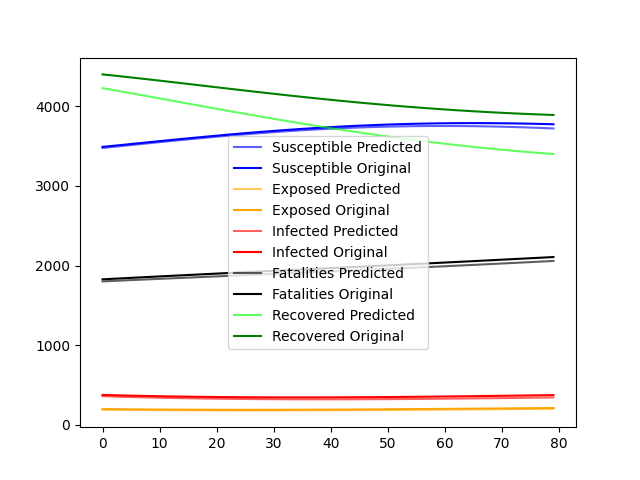 4000
3000
2000
1000
0
Susceptible Predicted
Susceptible Original
Exposed Predicted
Exposed Original
Infected Predicted
Infected Original
Fatalities Predicted
Fatalities Original
Recovered Predicted
Recovered Original
0 10 20 30 40 50 60 70 80